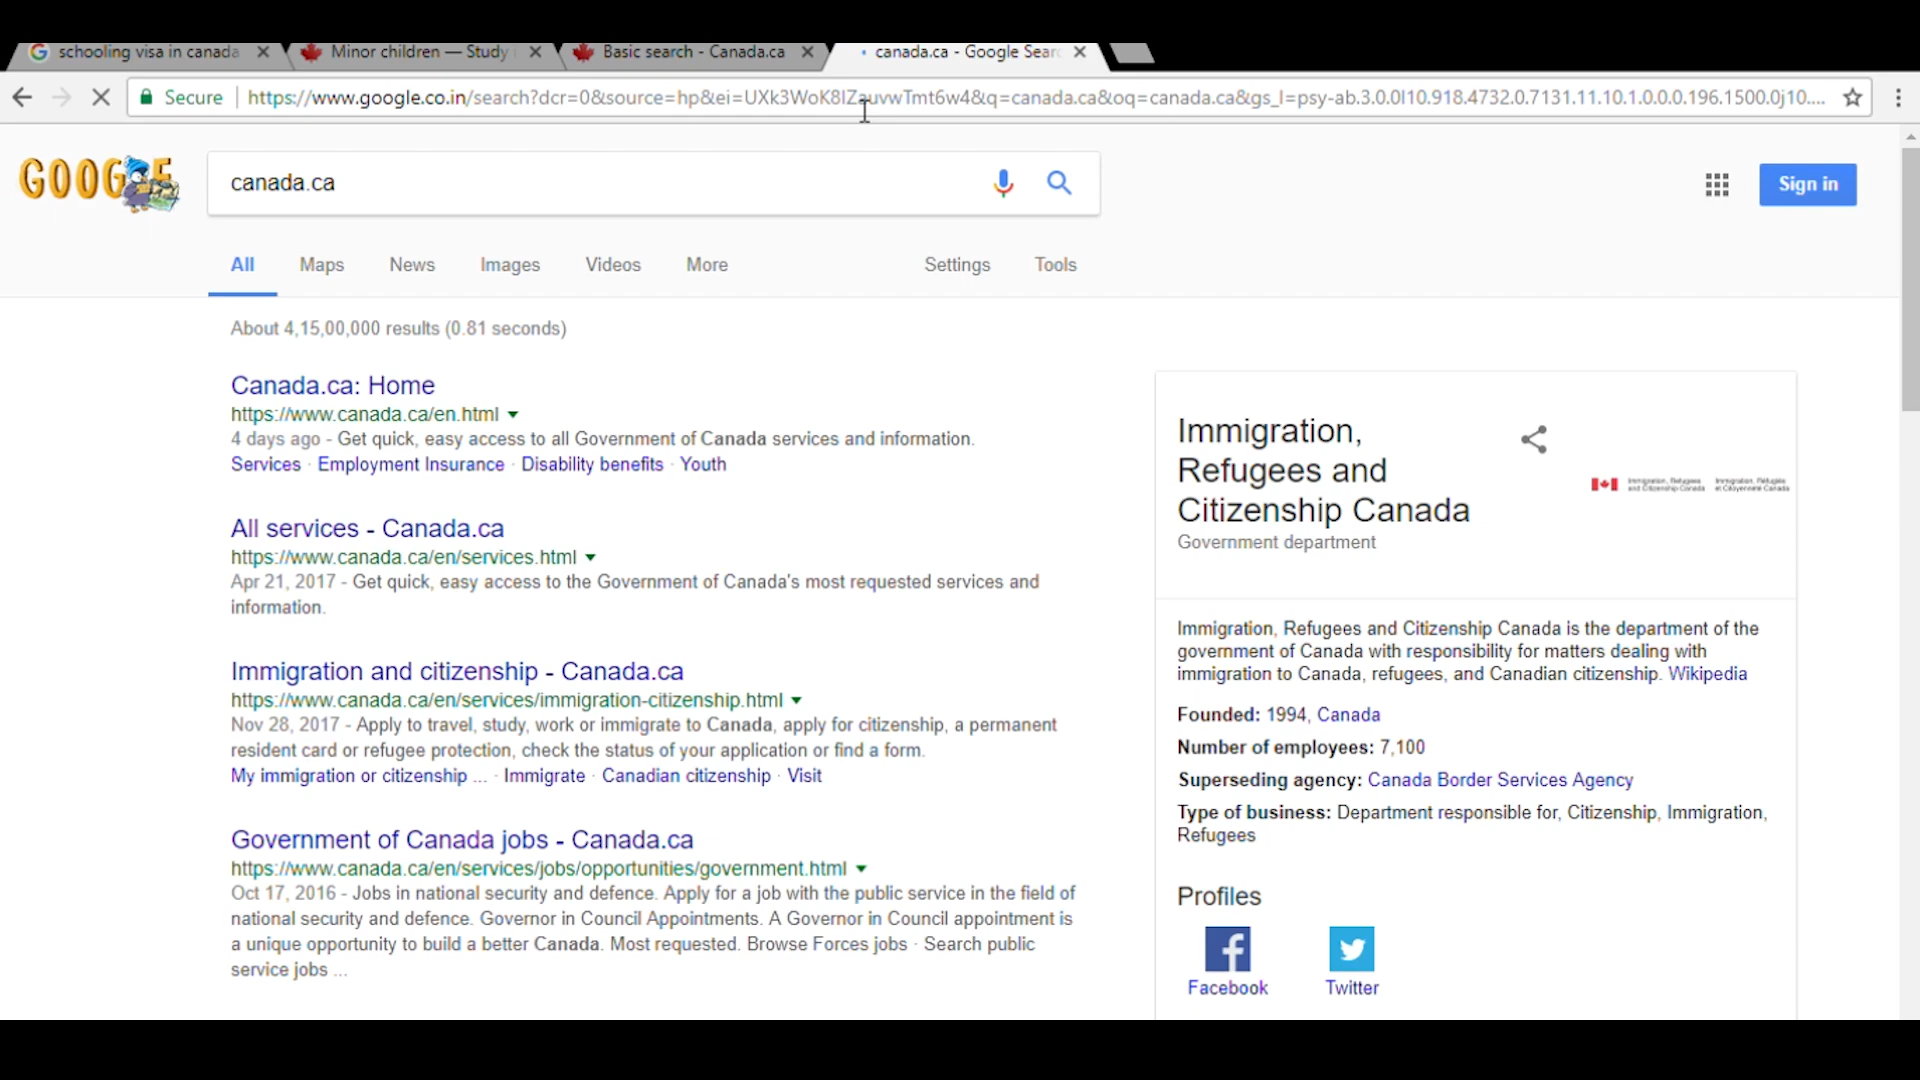 schooling visa in canada
Minor children — Study
Basic search - Canada.ca
canada.ca - Google Sear
Secure
https://www.google.co.in/search?dcr=0&source=hp&ei=UXk3WoK8IZauvwTmt6w4&q=canada.ca&oq=canada.ca&gs_l=psy-ab.3.0.0l10.918.4732.0.7131.11.10.1.0.0.0.196.1500.0j10....
GOOGLE
canada.ca
Sign in
All Maps News Images Videos More Settings Tools
About 4,15,00,000 results (0.81 seconds)
Canada.ca: Home
https://www.canada.ca/en.html
4 days ago - Get quick, easy access to all Government of Canada services and information.
Services · Employment Insurance · Disability benefits · Youth
All services - Canada.ca
https://www.canada.ca/en/services.html
Apr 21, 2017 - Get quick, easy access to the Government of Canada's most requested services and
information.
Immigration and citizenship - Canada.ca
https://www.canada.ca/en/services/immigration-citizenship.html
Nov 28, 2017 - Apply to travel, study, work or immigrate to Canada, apply for citizenship, a permanent
resident card or refugee protection, check the status of your application or find a form.
My immigration or citizenship ... · Immigrate · Canadian citizenship · Visit
Government of Canada jobs - Canada.ca
https://www.canada.ca/en/services/jobs/opportunities/government.html
Oct 17, 2016 - Jobs in national security and defence. Apply for a job with the public service in the field of
national security and defence. Governor in Council Appointments. A Governor in Council appointment is
a unique opportunity to build a better Canada. Most requested. Browse Forces jobs · Search public
service jobs ...
Immigration,
Refugees and
Citizenship Canada
Government department
Immigration, Refugees
and Citizenship Canada
Immigration, Réfugiés
et Citoyenneté Canada
Immigration, Refugees and Citizenship Canada is the department of the
government of Canada with responsibility for matters dealing with
immigration to Canada, refugees, and Canadian citizenship. Wikipedia
Founded: 1994, Canada
Number of employees: 7,100
Superseding agency: Canada Border Services Agency
Type of business: Department responsible for, Citizenship, Immigration,
Refugees
Profiles
Facebook
Twitter